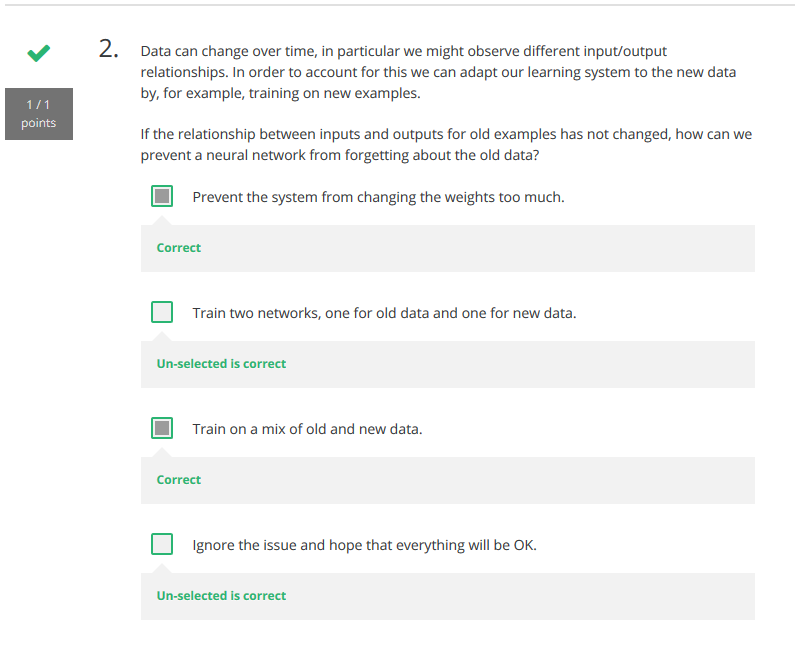 2.
Data can change over time, in particular we might observe different input/output
relationships. In order to account for this we can adapt our learning system to the new data
by, for example, training on new examples.
1 / 1
points
If the relationship between inputs and outputs for old examples has not changed, how can we
prevent a neural network from forgetting about the old data?
Prevent the system from changing the weights too much.
Correct
Train two networks, one for old data and one for new data.
Un-selected is correct
Train on a mix of old and new data.
Correct
Ignore the issue and hope that everything will be OK.
Un-selected is correct